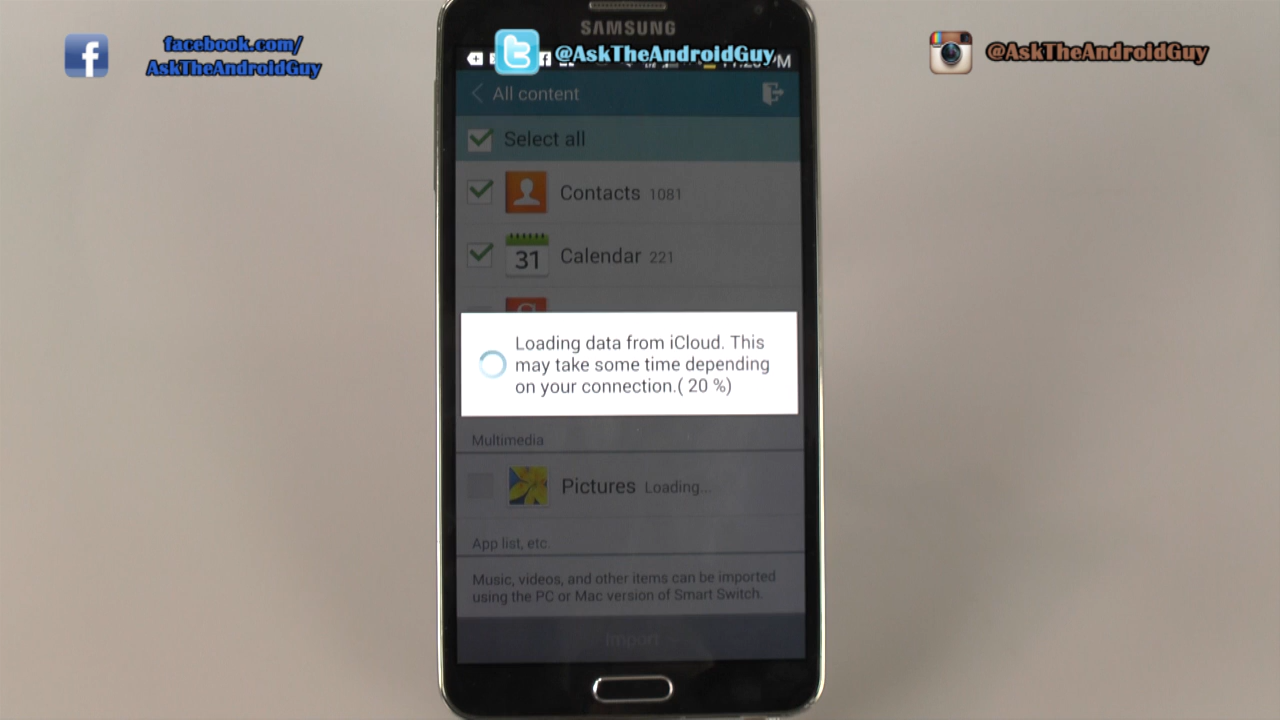 facebook.com/
AskTheAndroidGuy
@AskTheAndroidGuy
@AskTheAndroidGuy
SAMSUNG
All content
Select all
Contacts 1081
31
Calendar 221
Loading data from iCloud. This
may take some time depending
on your connection.( 20 %)
Multimedia
Pictures Loading...
App list, etc.
Music, videos, and other items can be imported
using the PC or Mac version of Smart Switch.
Import